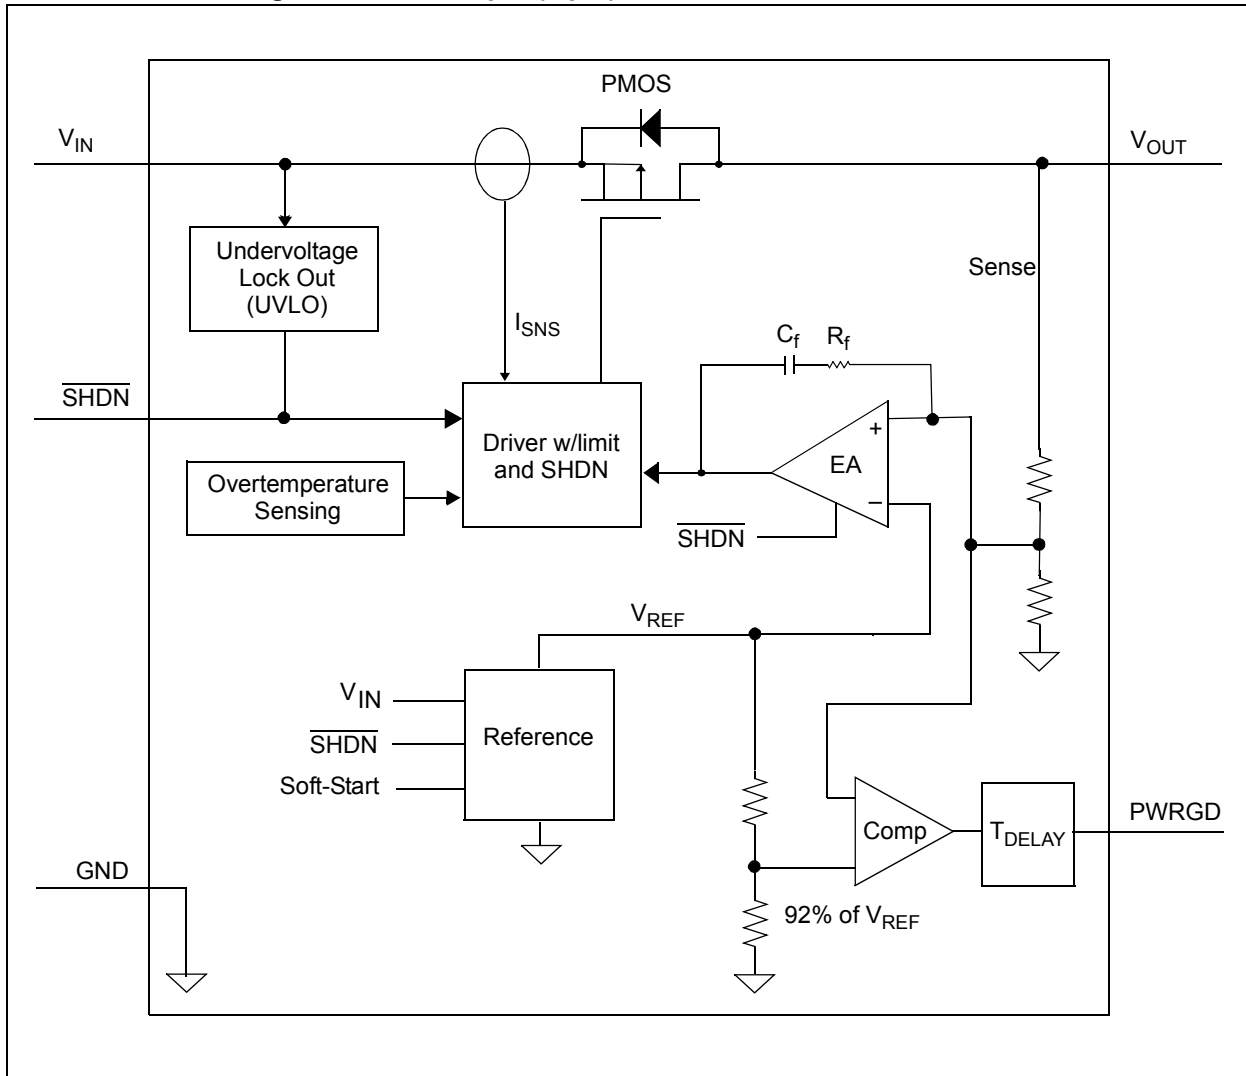 PMOS
VIN
VOUT
Undervoltage
Lock Out
(UVLO)
Sense
ISNS
Cf
Rf
SHDN
Driver w/limit
and SHDN
+
EA
−
Overtemperature
Sensing
SHDN
VREF
VIN
SHDN
Soft-Start
Reference
Comp
TDELAY
PWRGD
GND
92% of VREF